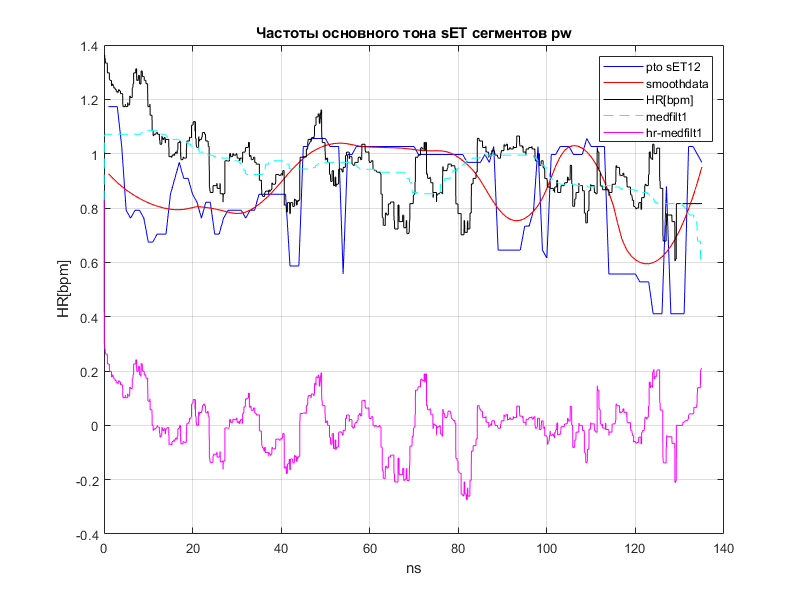 Частоты основного тона sET сегментов pw
pto sET12
smoothdata
HR[bpm]
medfilt1
hr-medfilt1
HR[bpm]
1.4
1.2
1
0.8
0.6
0.4
0.2
0
-0.2
-0.4
0 20 40 60 80 100 120 140
ns